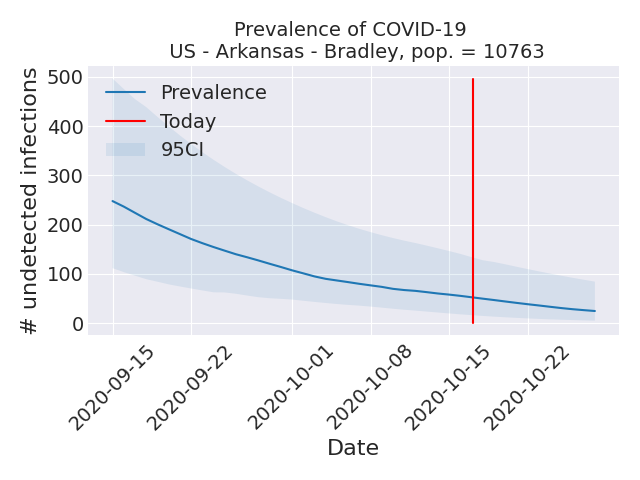 Prevalence of COVID-19
US - Arkansas - Bradley, pop. = 10763
# undetected infections
500
400
300
200
100
0
Prevalence
Today
95CI
2020-09-15
2020-09-22
2020-10-01
2020-10-08
2020-10-15
2020-10-22
Date